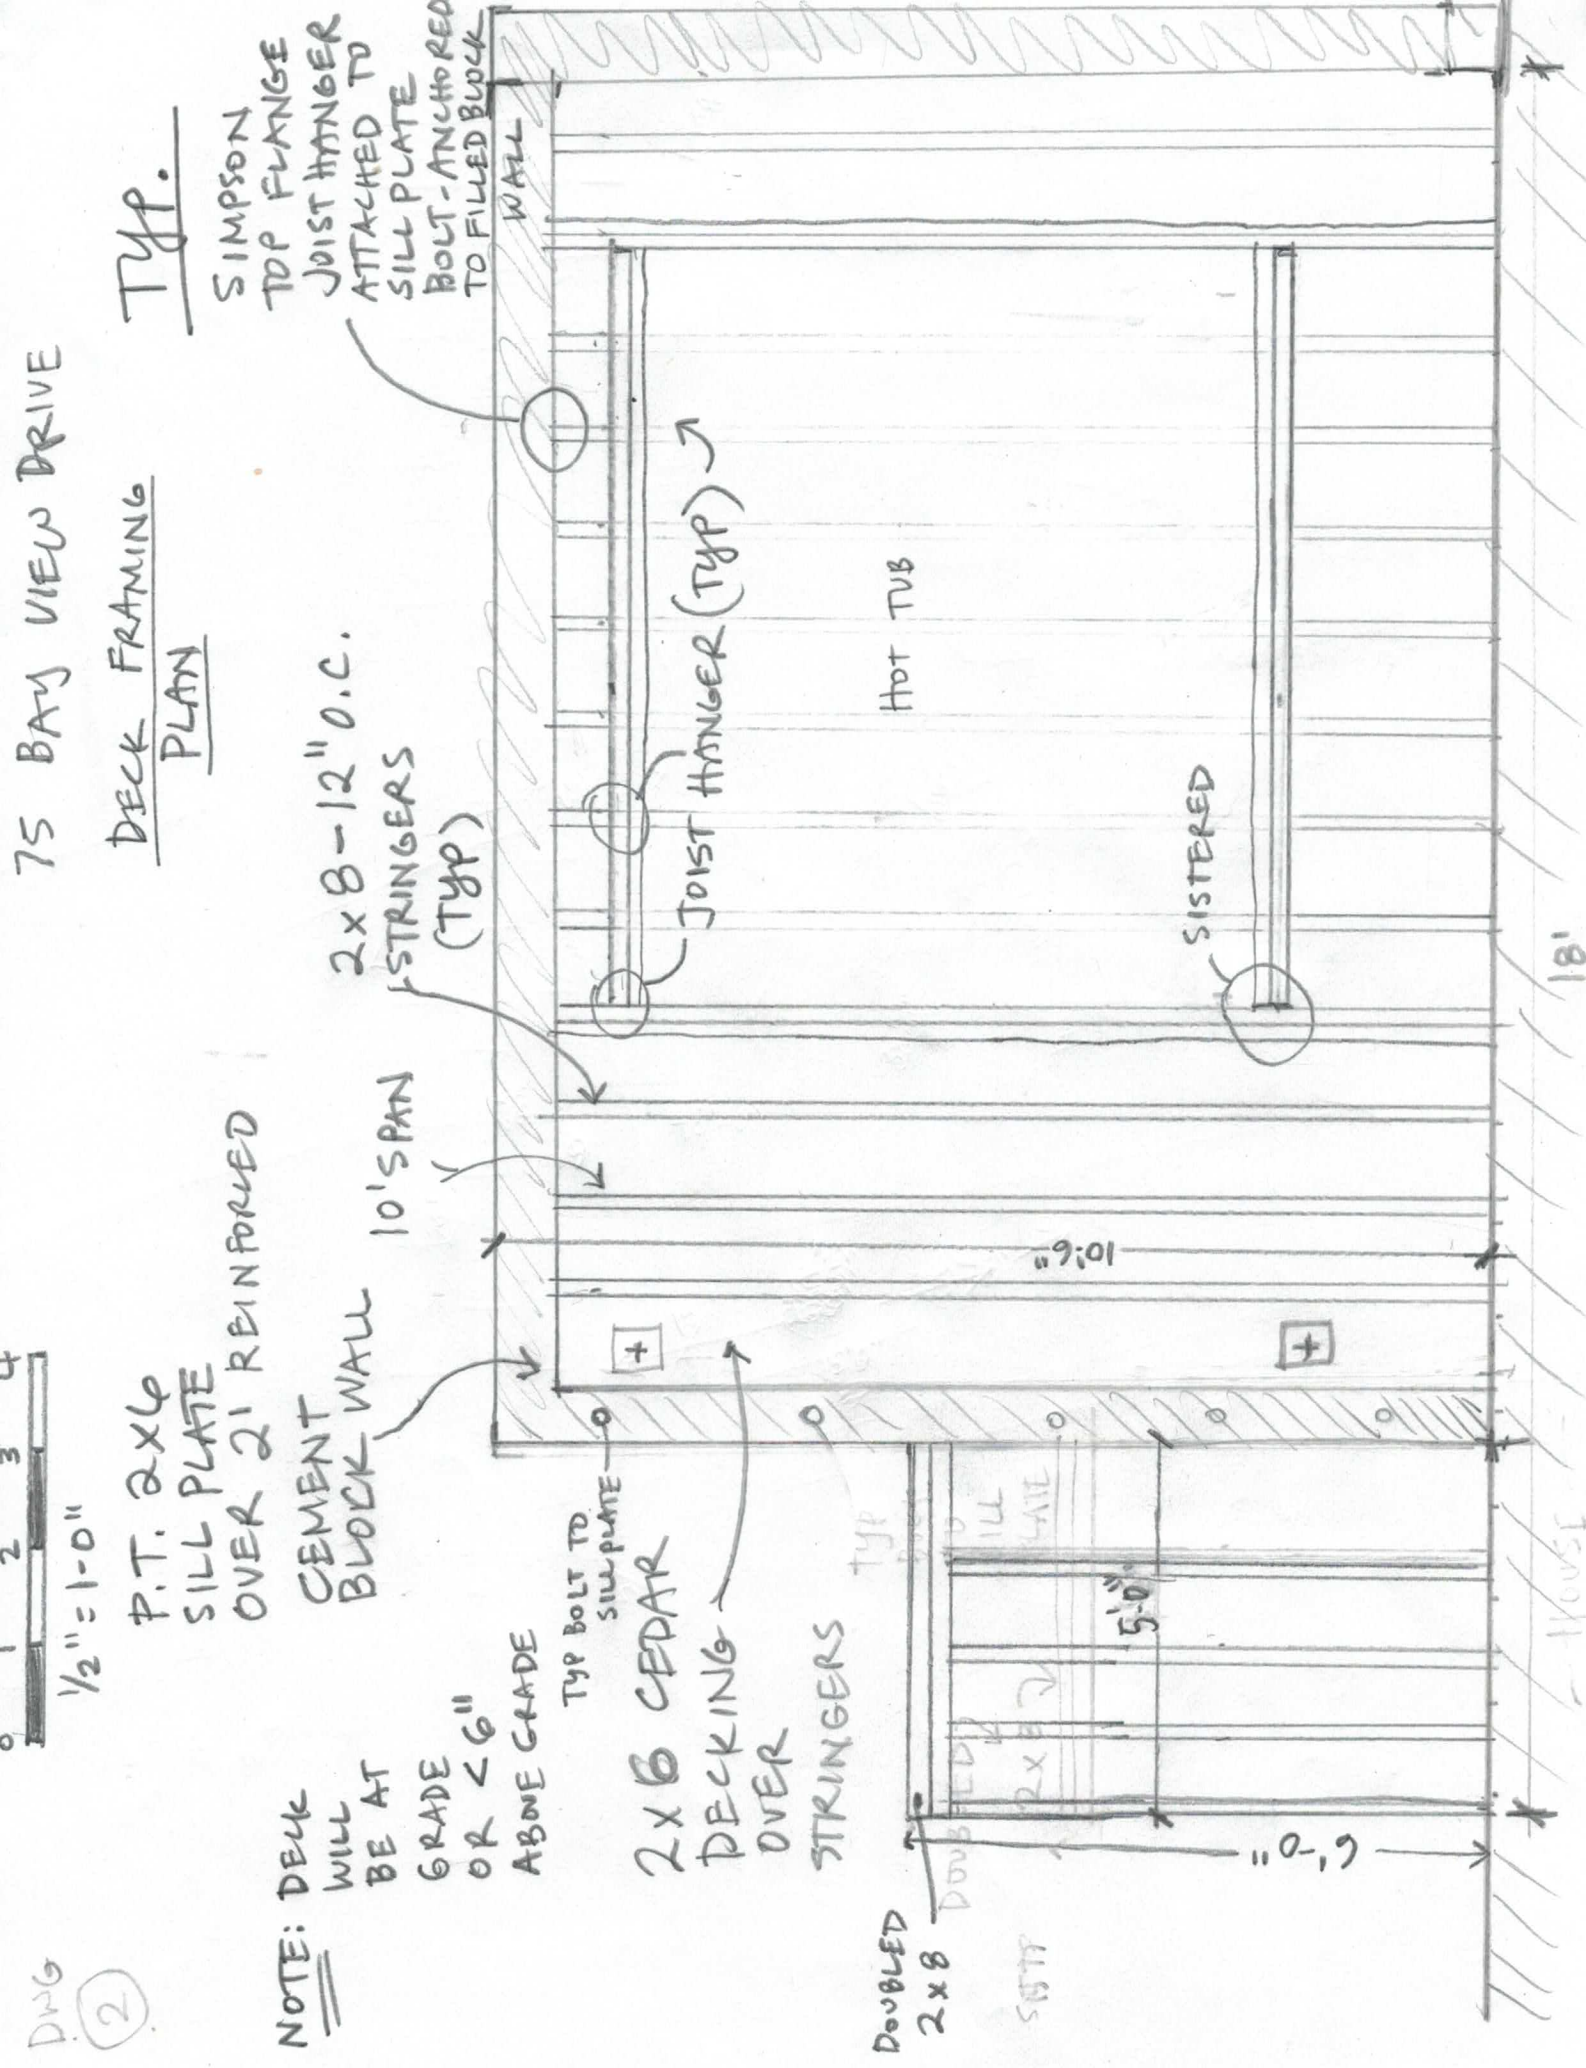 DWG
2
0 1 2 3 4
1/2" = 1-0"
75 BAY VIEW DRIVE
DECK FRAMING
PLAN
TYP.
NOTE: DECK
WILL
BE AT
GRADE
OR < 6"
ABOVE GRADE
P.T. 2x6
SILL PLATE
OVER 2' REINFORCED
CEMENT
BLOCK WALL
10' SPAN
2x8-12" O.C.
STRINGERS
(TYP)
SIMPSON
TOP FLANGE
JOIST HANGER
ATTACHED TO
SILL PLATE
BOLT-ANCHORED
TO FILLED BLOCK
WALL
TYP BOLT TO
SILL PLATE
2x6 CEDAR
DECKING
OVER
STRINGERS
JOIST HANGER (TYP)
HOT TUB
SISTERED
10'-6"
TYP
PLATE
5'-0"
DOUBLED
2x8
DOUBLED
2x8
6'-0"
18'
HOUSE